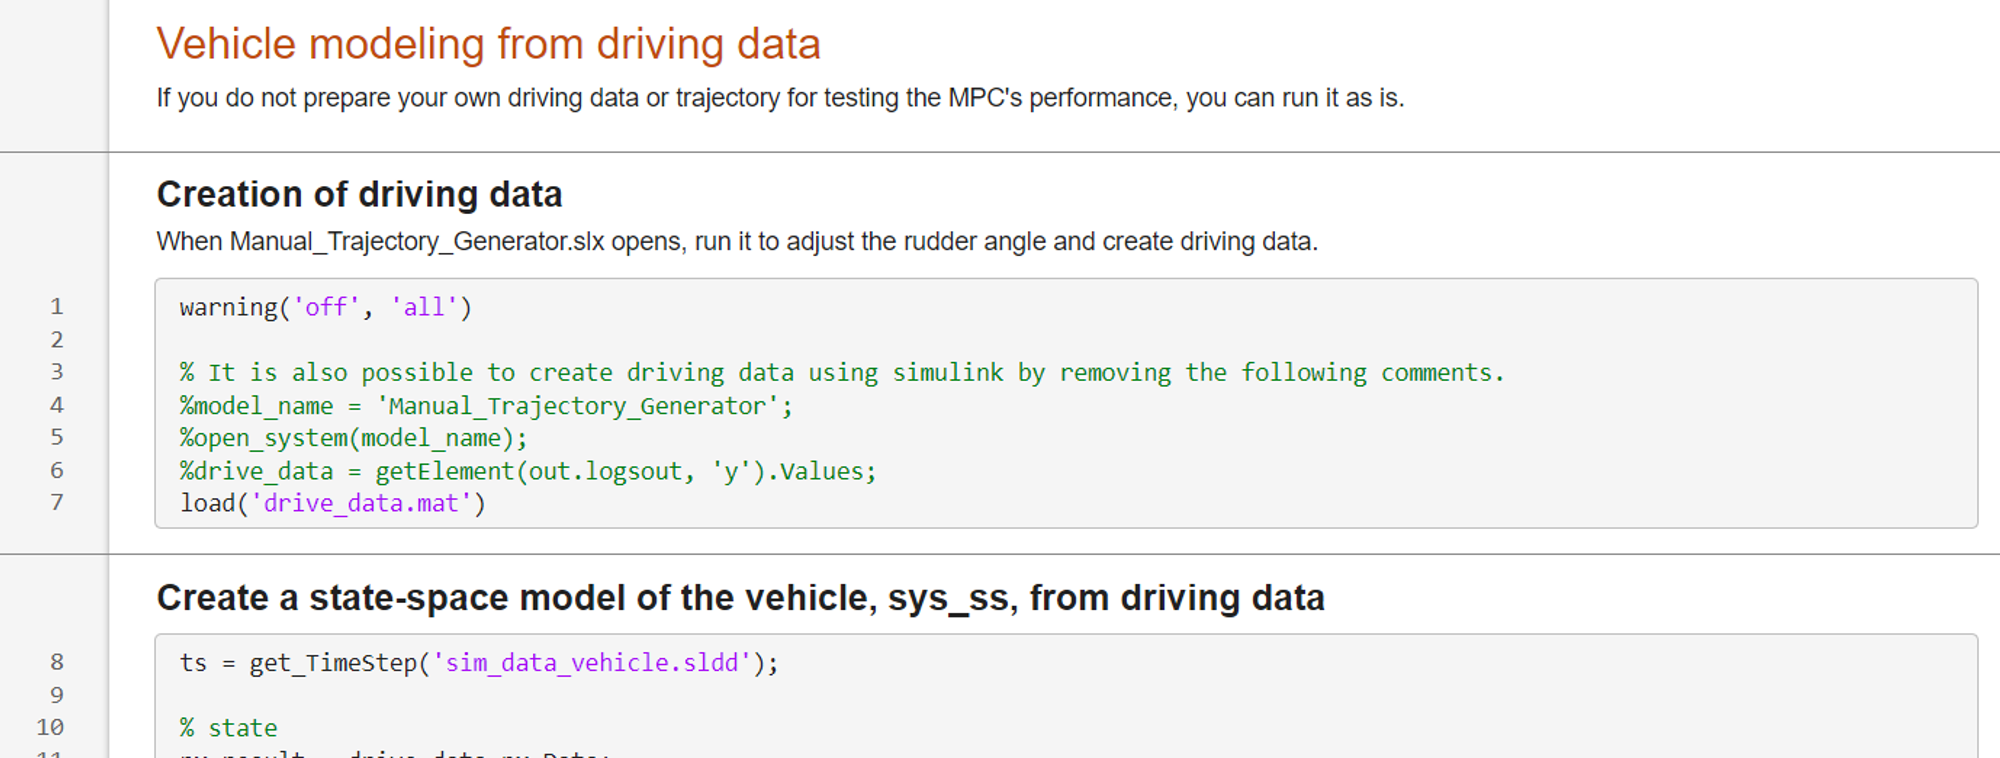 Vehicle modeling from driving data
If you do not prepare your own driving data or trajectory for testing the MPC's performance, you can run it as is.
Creation of driving data
When Manual_Trajectory_Generator.slx opens, run it to adjust the rudder angle and create driving data.
1 warning('off', 'all')
2
3 % It is also possible to create driving data using simulink by removing the following comments.
4 %model_name = 'Manual_Trajectory_Generator';
5 %open_system(model_name);
6 %drive_data = getElement(out.logsout, 'y').Values;
7 load('drive_data.mat')
Create a state-space model of the vehicle, sys_ss, from driving data
8 ts = get_TimeStep('sim_data_vehicle.sldd');
9
10 % state